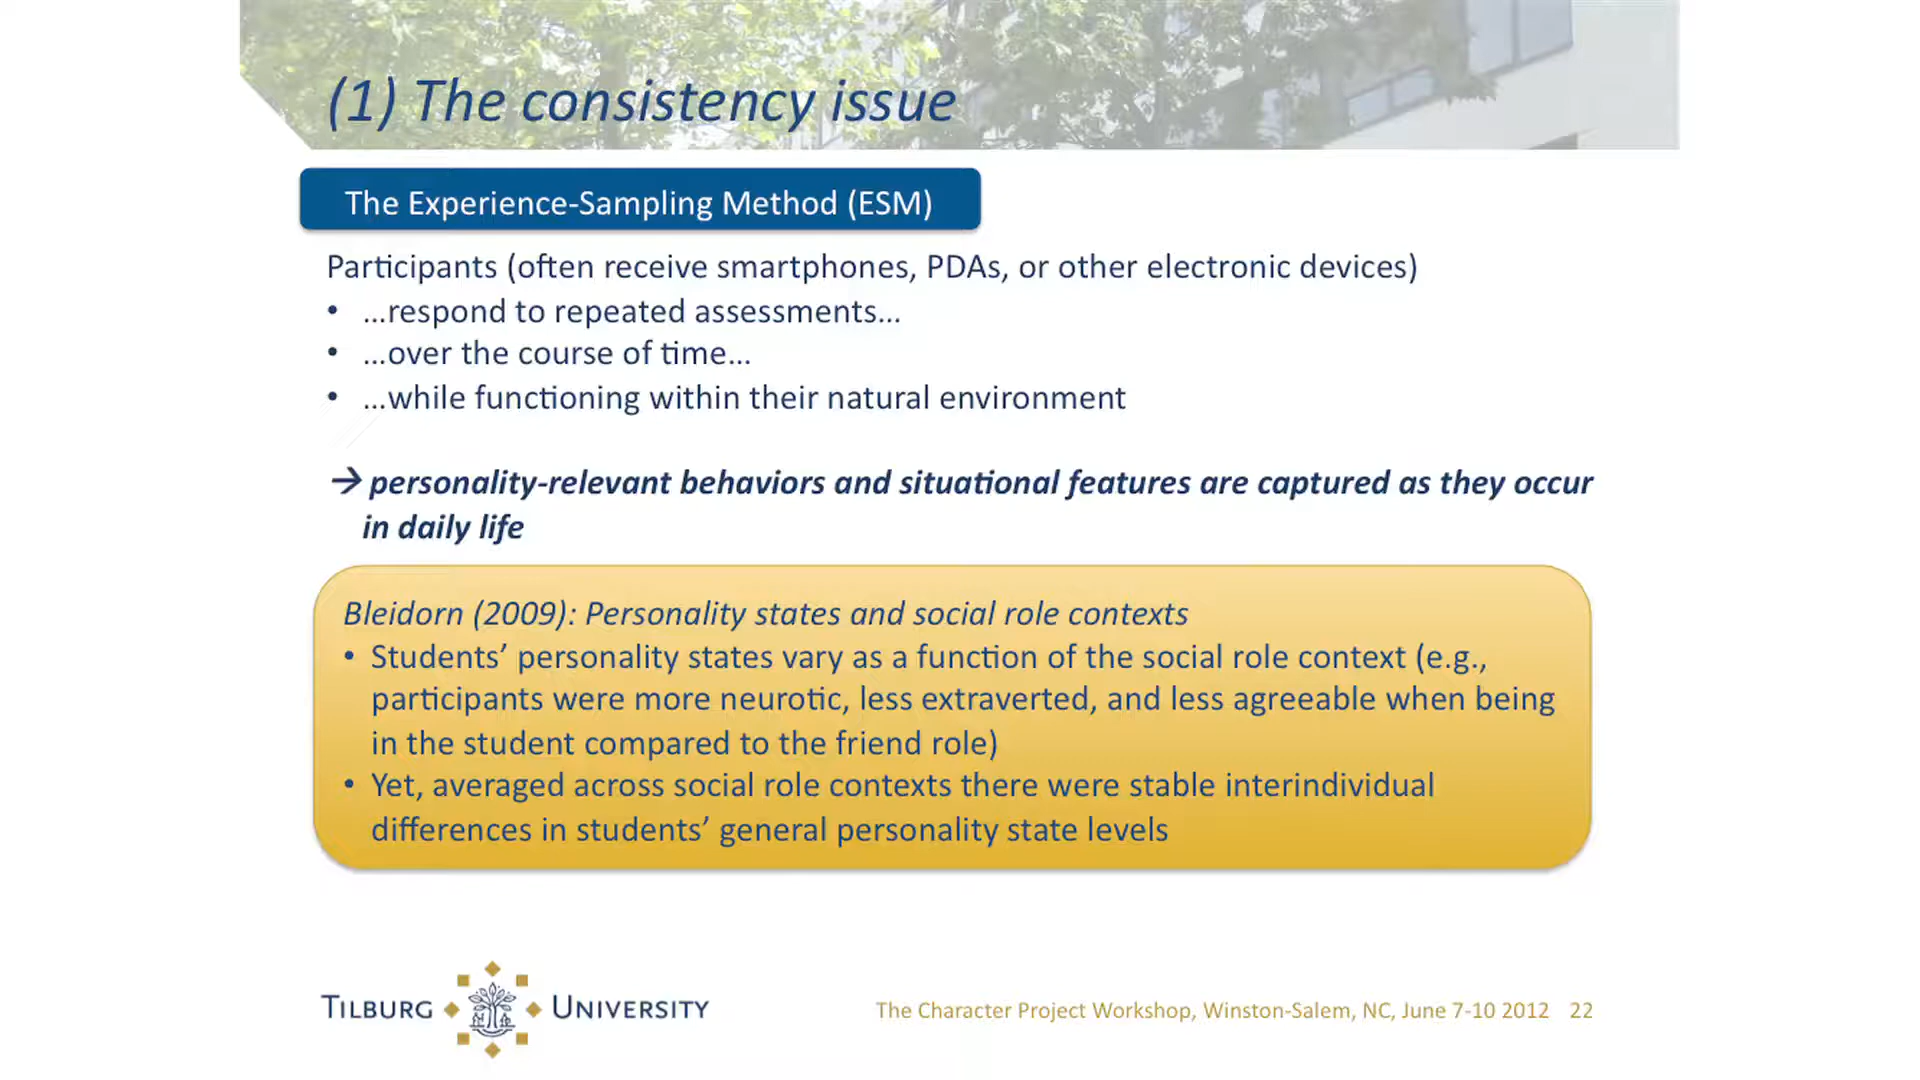 (1) The consistency issue
The Experience-Sampling Method (ESM)
Participants (often receive smartphones, PDAs, or other electronic devices)
• …respond to repeated assessments…
• …over the course of time…
• …while functioning within their natural environment
→ personality-relevant behaviors and situational features are captured as they occur
in daily life
Bleidorn (2009): Personality states and social role contexts
• Students’ personality states vary as a function of the social role context (e.g.,
participants were more neurotic, less extraverted, and less agreeable when being
in the student compared to the friend role)
• Yet, averaged across social role contexts there were stable interindividual
differences in students’ general personality state levels
TILBURG UNIVERSITY
The Character Project Workshop, Winston-Salem, NC, June 7-10 2012 22